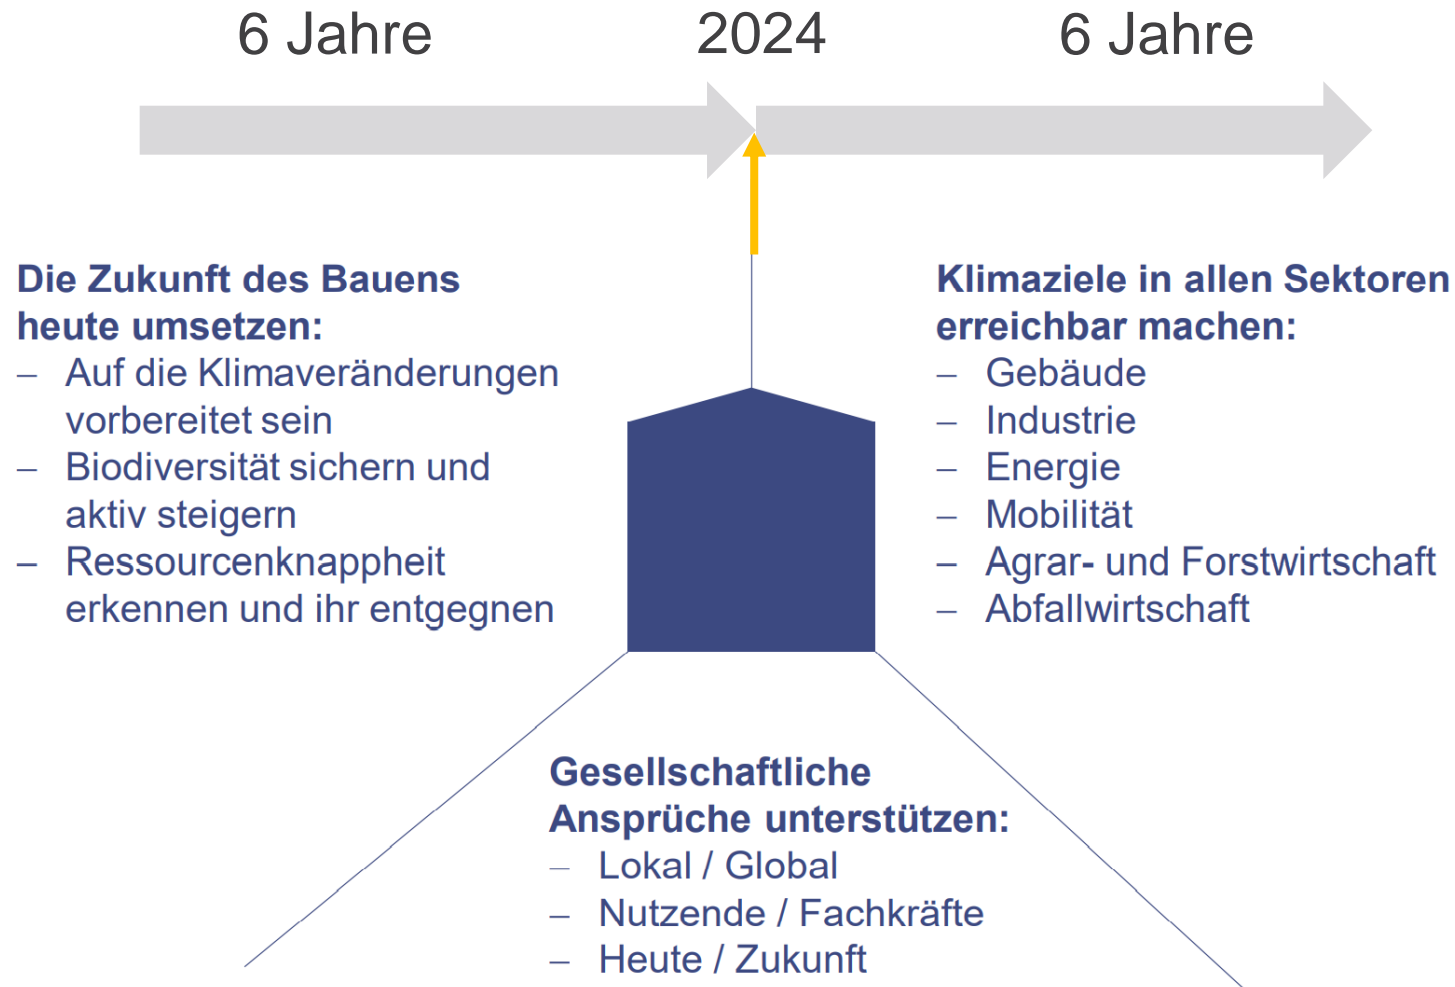 6 Jahre
2024
6 Jahre
Die Zukunft des Bauens
heute umsetzen:
– Auf die Klimaveränderungen
vorbereitet sein
– Biodiversität sichern und
aktiv steigern
– Ressourcenknappheit
erkennen und ihr entgegnen
Klimaziele in allen Sektoren
erreichbar machen:
– Gebäude
– Industrie
– Energie
– Mobilität
– Agrar- und Forstwirtschaft
– Abfallwirtschaft
Gesellschaftliche
Ansprüche unterstützen:
– Lokal / Global
– Nutzende / Fachkräfte
– Heute / Zukunft